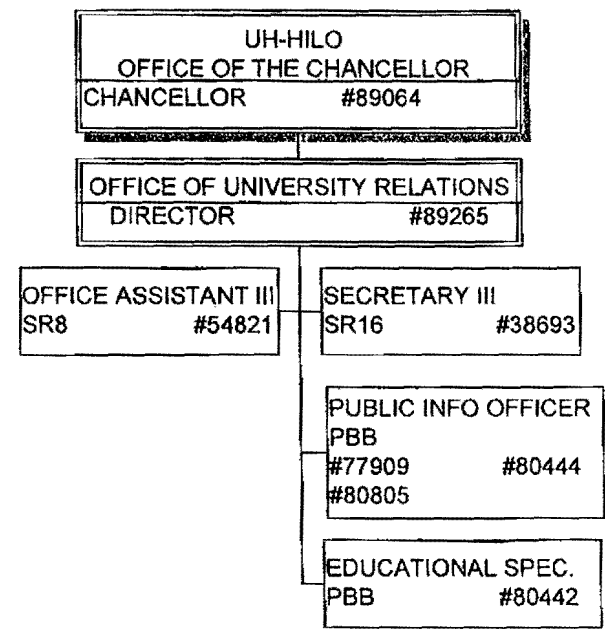 UH-HILO
OFFICE OF THE CHANCELLOR
CHANCELLOR #89064
OFFICE OF UNIVERSITY RELATIONS
DIRECTOR #89265
OFFICE ASSISTANT III
SR8 #54821
SECRETARY III
SR16 #38693
PUBLIC INFO OFFICER
PBB
#77909 #80444
#80805
EDUCATIONAL SPEC.
PBB #80442